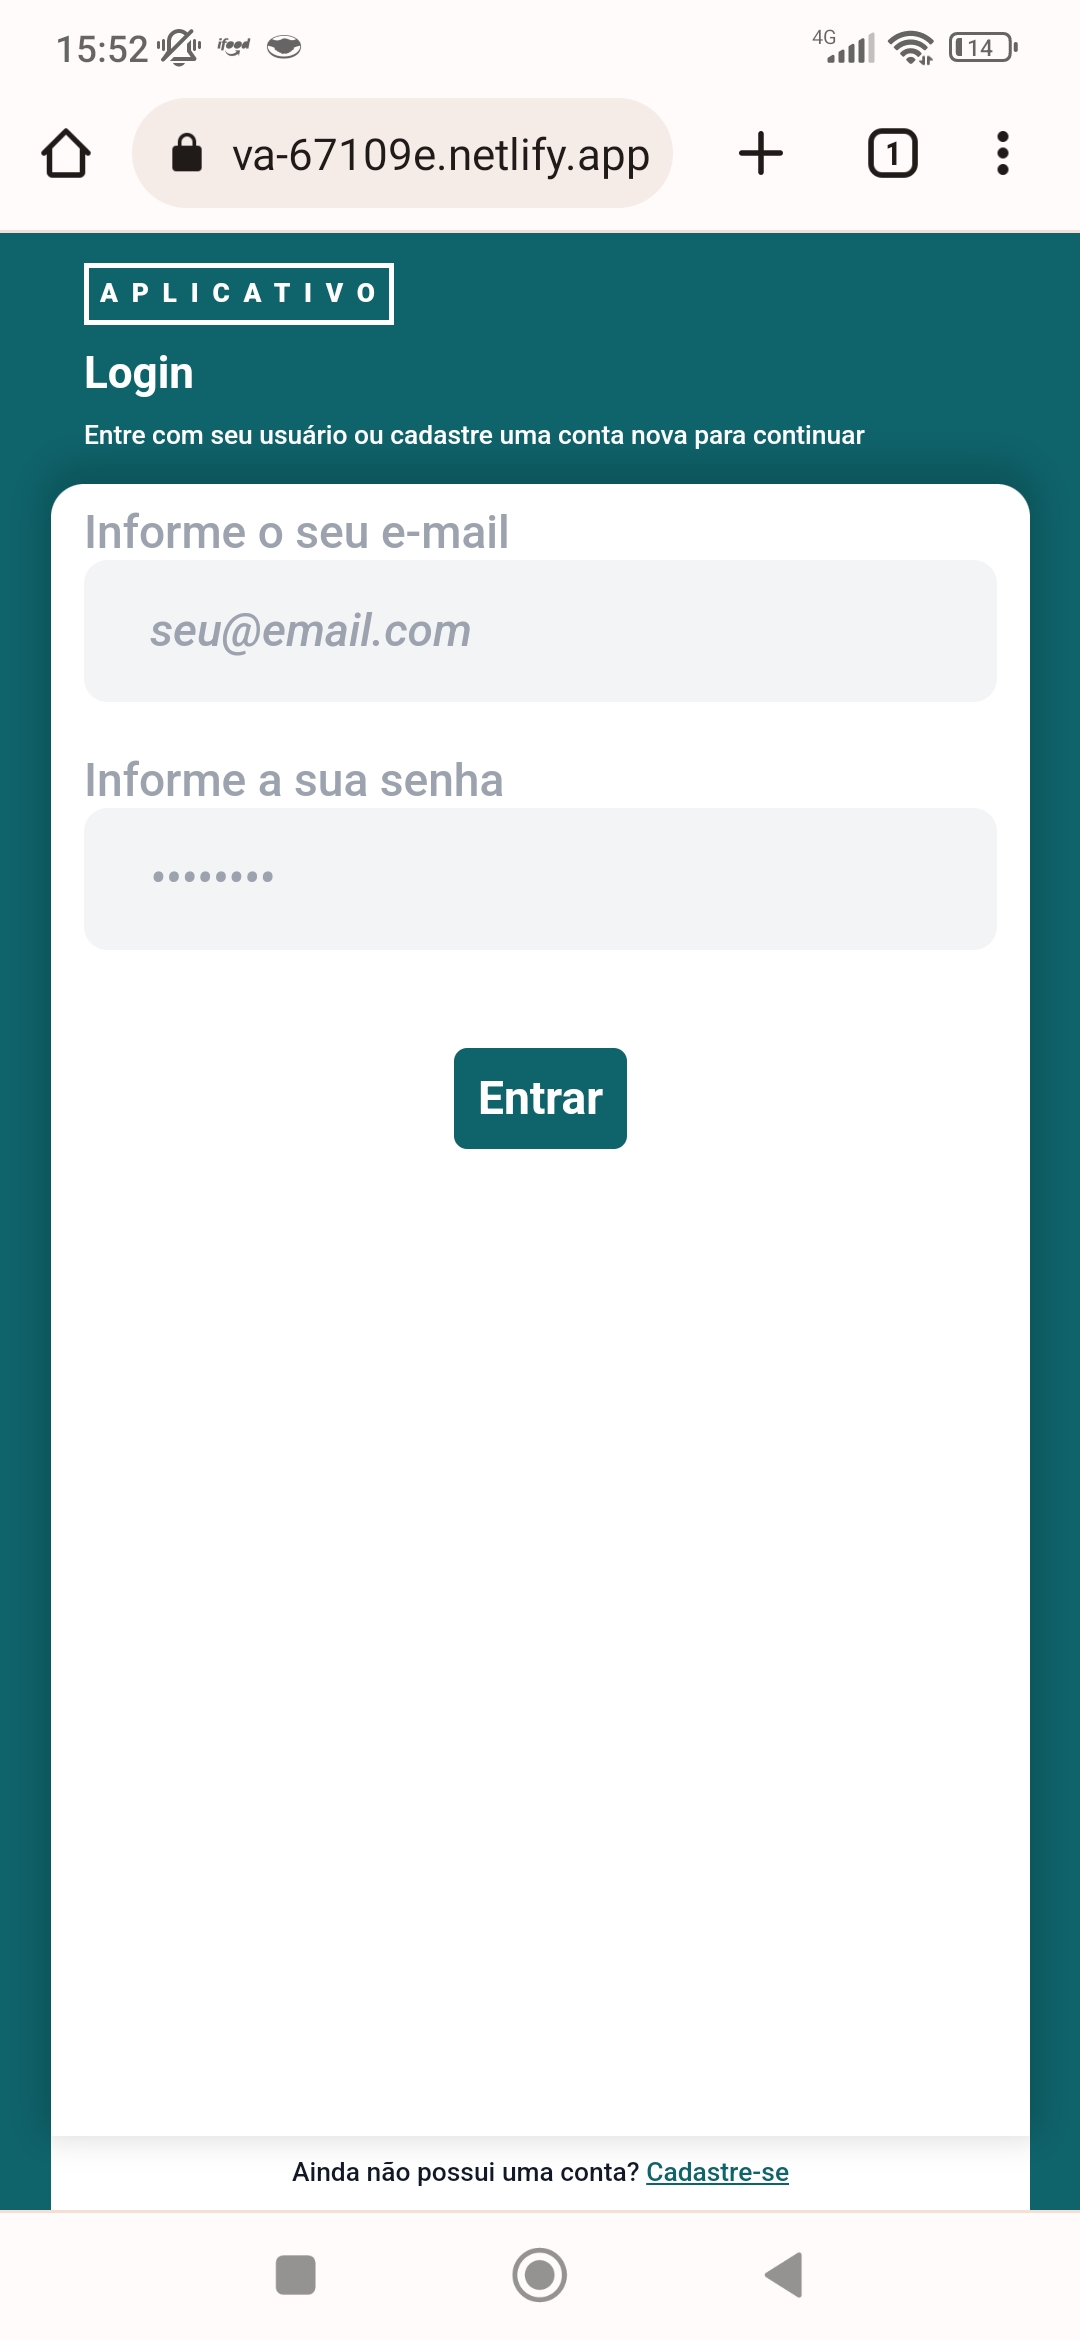 15:52 ifood 4G 14
va-67109e.netlify.app 1
APLICATIVO
Login
Entre com seu usuário ou cadastre uma conta nova para continuar
Informe o seu e-mail
seu@email.com
Informe a sua senha
••••••••
Entrar
Ainda não possui uma conta? Cadastre-se